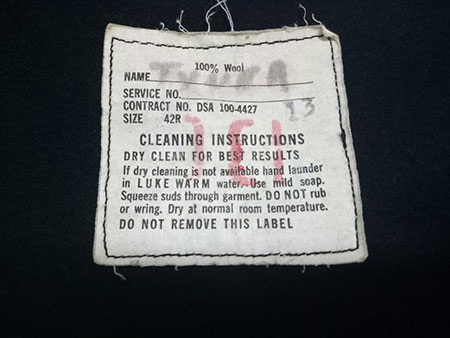 100% Wool
NAME
SERVICE NO.
CONTRACT NO. DSA 100-4427
13
SIZE 42R
CLEANING INSTRUCTIONS
DRY CLEAN FOR BEST RESULTS
If dry cleaning is not available hand launder
in LUKE WARM water. Use mild soap.
Squeeze suds through garment. DO NOT rub
or wring. Dry at normal room temperature.
DO NOT REMOVE THIS LABEL